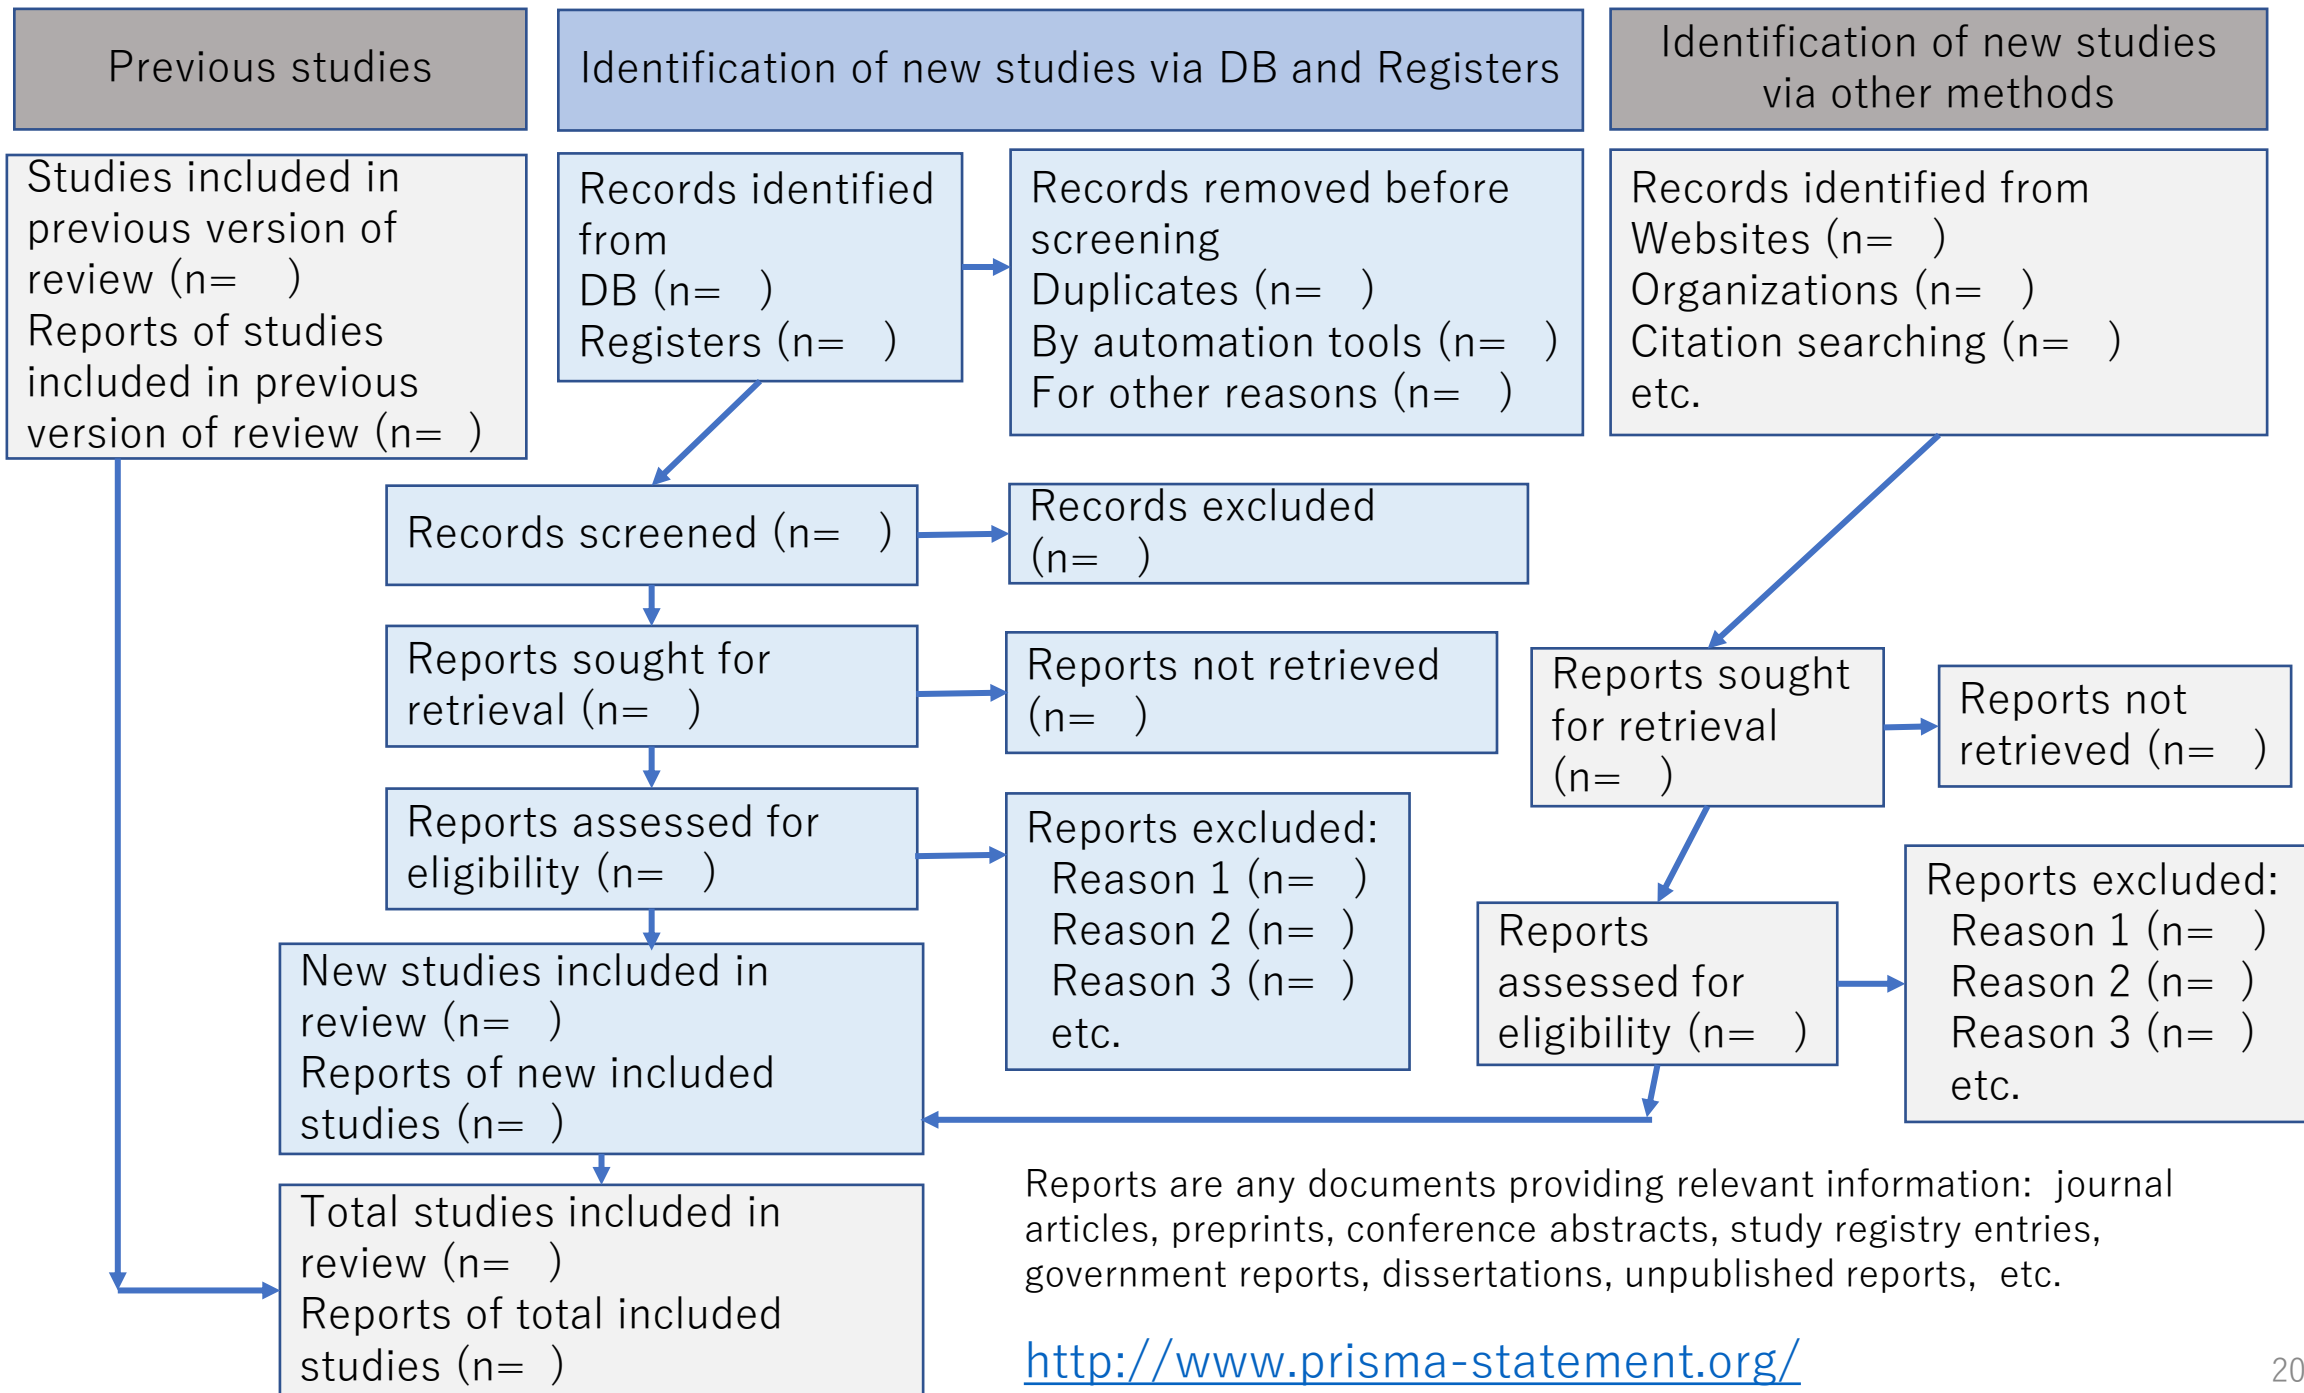 Previous studies
Identification of new studies via DB and Registers
Identification of new studies
via other methods
Studies included in
previous version of
review (n=   )
Reports of studies
included in previous
version of review (n=  )
Records identified
from
DB (n=   )
Registers (n=   )
Records removed before
screening
Duplicates (n=   )
By automation tools (n=   )
For other reasons (n=   )
Records identified from
Websites (n=   )
Organizations (n=   )
Citation searching (n=   )
etc.
Records screened (n=   )
Records excluded
(n=   )
Reports sought for
retrieval (n=   )
Reports not retrieved
(n=   )
Reports sought
for retrieval
(n=   )
Reports not
retrieved (n=   )
Reports assessed for
eligibility (n=   )
Reports excluded:
Reason 1 (n=   )
Reason 2 (n=  )
Reason 3 (n=  )
etc.
Reports
assessed for
eligibility (n=   )
Reports excluded:
Reason 1 (n=   )
Reason 2 (n=  )
Reason 3 (n=  )
etc.
New studies included in
review (n=   )
Reports of new included
studies (n=  )
Total studies included in
review (n=   )
Reports of total included
studies (n=  )
Reports are any documents providing relevant information:  journal
articles, preprints, conference abstracts, study registry entries,
government reports, dissertations, unpublished reports,  etc.
http://www.prisma-statement.org/
20